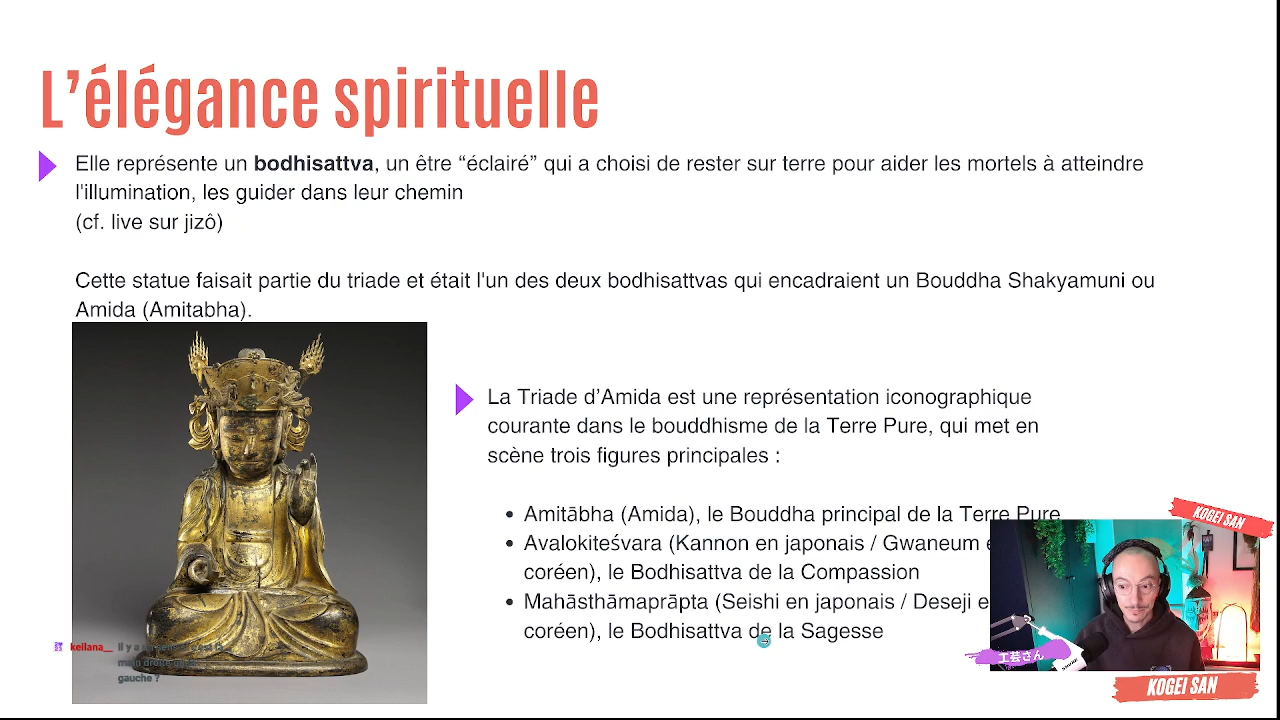 L'élégance spirituelle
Elle représente un bodhisattva, un être “éclairé” qui a choisi de rester sur terre pour aider les mortels à atteindre
l'illumination, les guider dans leur chemin
(cf. live sur jizô)
Cette statue faisait partie du triade et était l'un des deux bodhisattvas qui encadraient un Bouddha Shakyamuni ou
Amida (Amitabha).
La Triade d’Amida est une représentation iconographique
courante dans le bouddhisme de la Terre Pure, qui met en
scène trois figures principales :
Amitābha (Amida), le Bouddha principal de la Terre Pure
Avalokiteśvara (Kannon en japonais / Gwaneum
coréen), le Bodhisattva de la Compassion
Mahāsthāmaprāpta (Seishi en japonais / Deseji
coréen), le Bodhisattva de la Sagesse
keilana__ Il y a
main droite
gauche ?
KOGEI SAN
工芸さん
KOGEI SAN